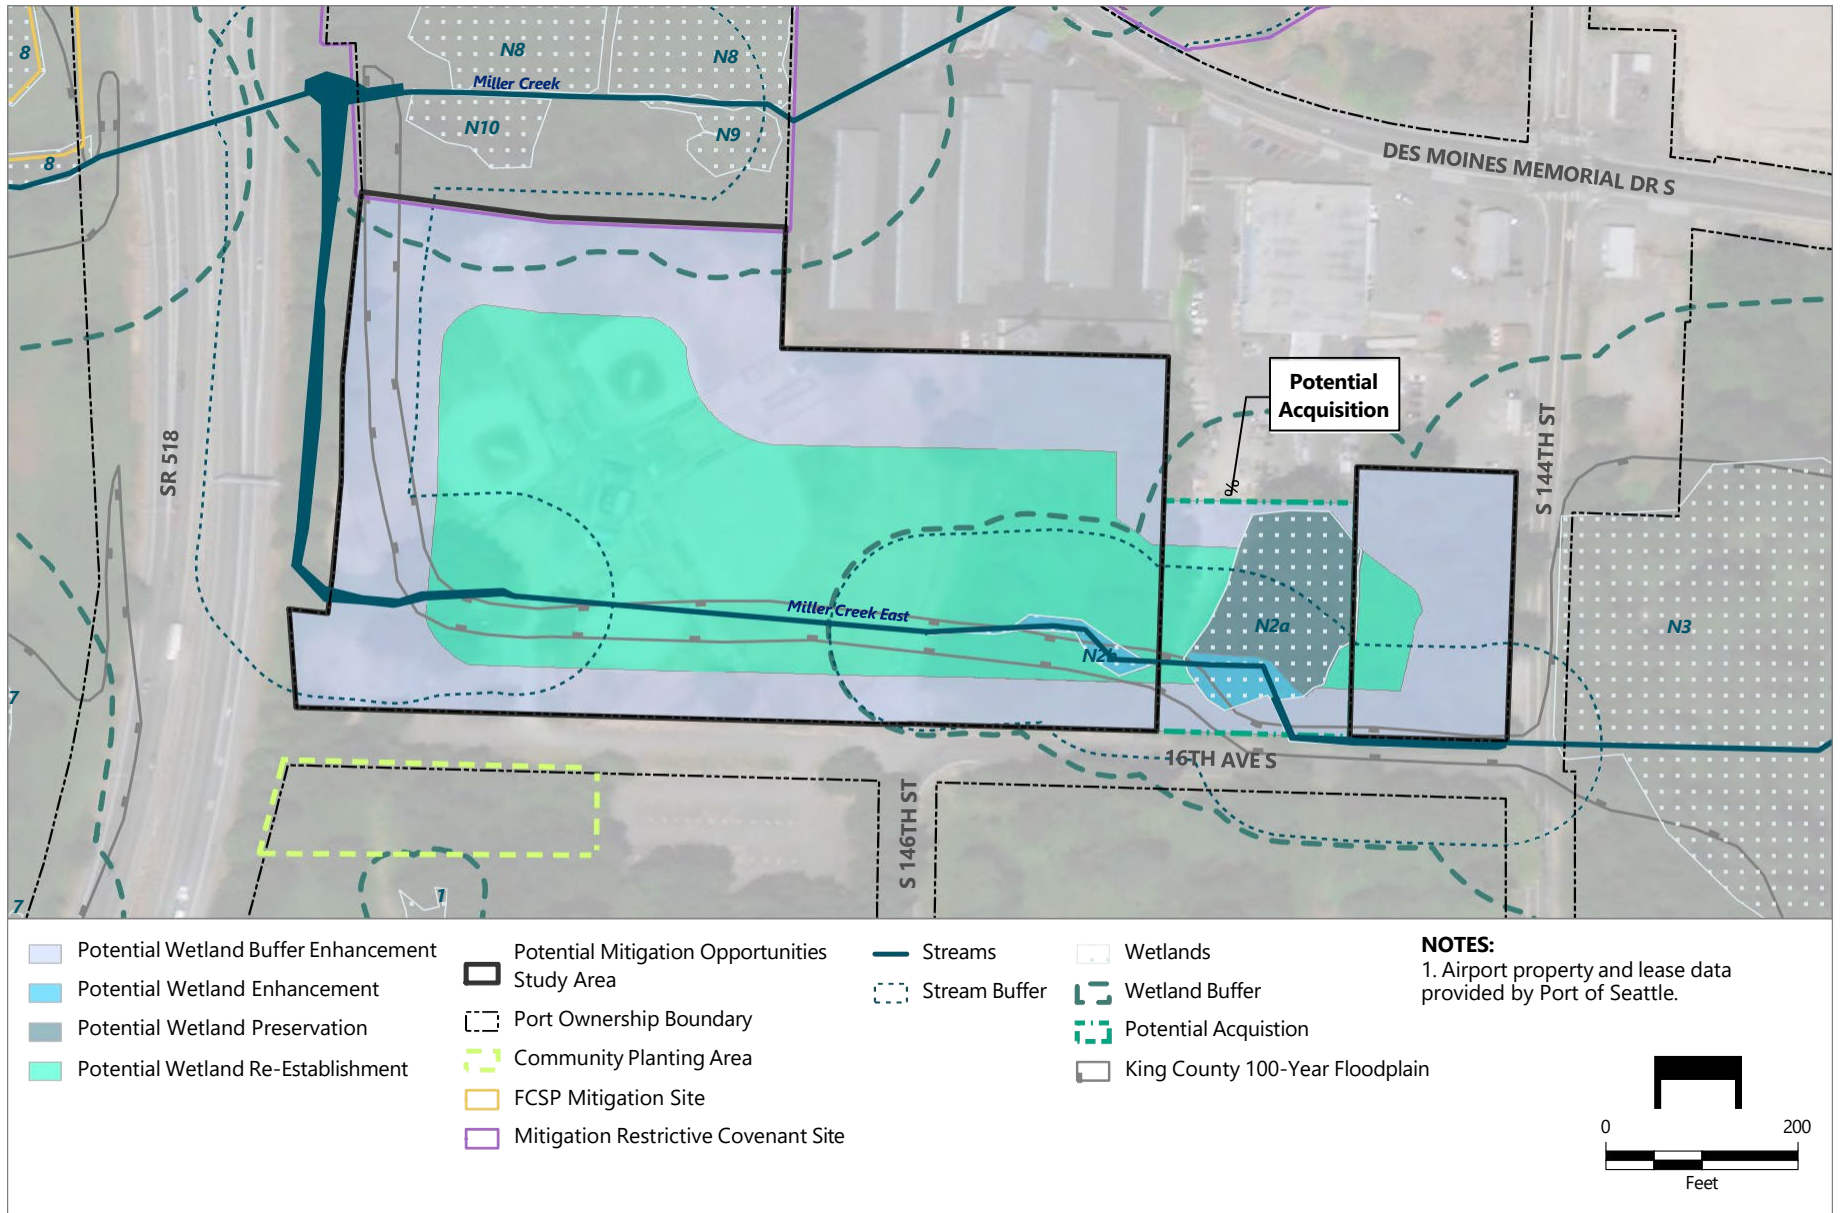 8
N8
N8
Miller Creek
N10
N9
8
DES MOINES MEMORIAL DR S
Potential
Acquisition
%
SR 518
S 144TH ST
Miller Creek East
N2a
N2b
N3
7
16TH AVE S
S 146TH ST
1
7
Potential Wetland Buffer Enhancement
Potential Wetland Enhancement
Potential Wetland Preservation
Potential Wetland Re-Establishment
Potential Mitigation Opportunities
Study Area
Port Ownership Boundary
Community Planting Area
FCSP Mitigation Site
Mitigation Restrictive Covenant Site
Streams
Stream Buffer
Wetlands
Wetland Buffer
Potential Acquistion
King County 100-Year Floodplain
NOTES:
1. Airport property and lease data
provided by Port of Seattle.
0 200
Feet